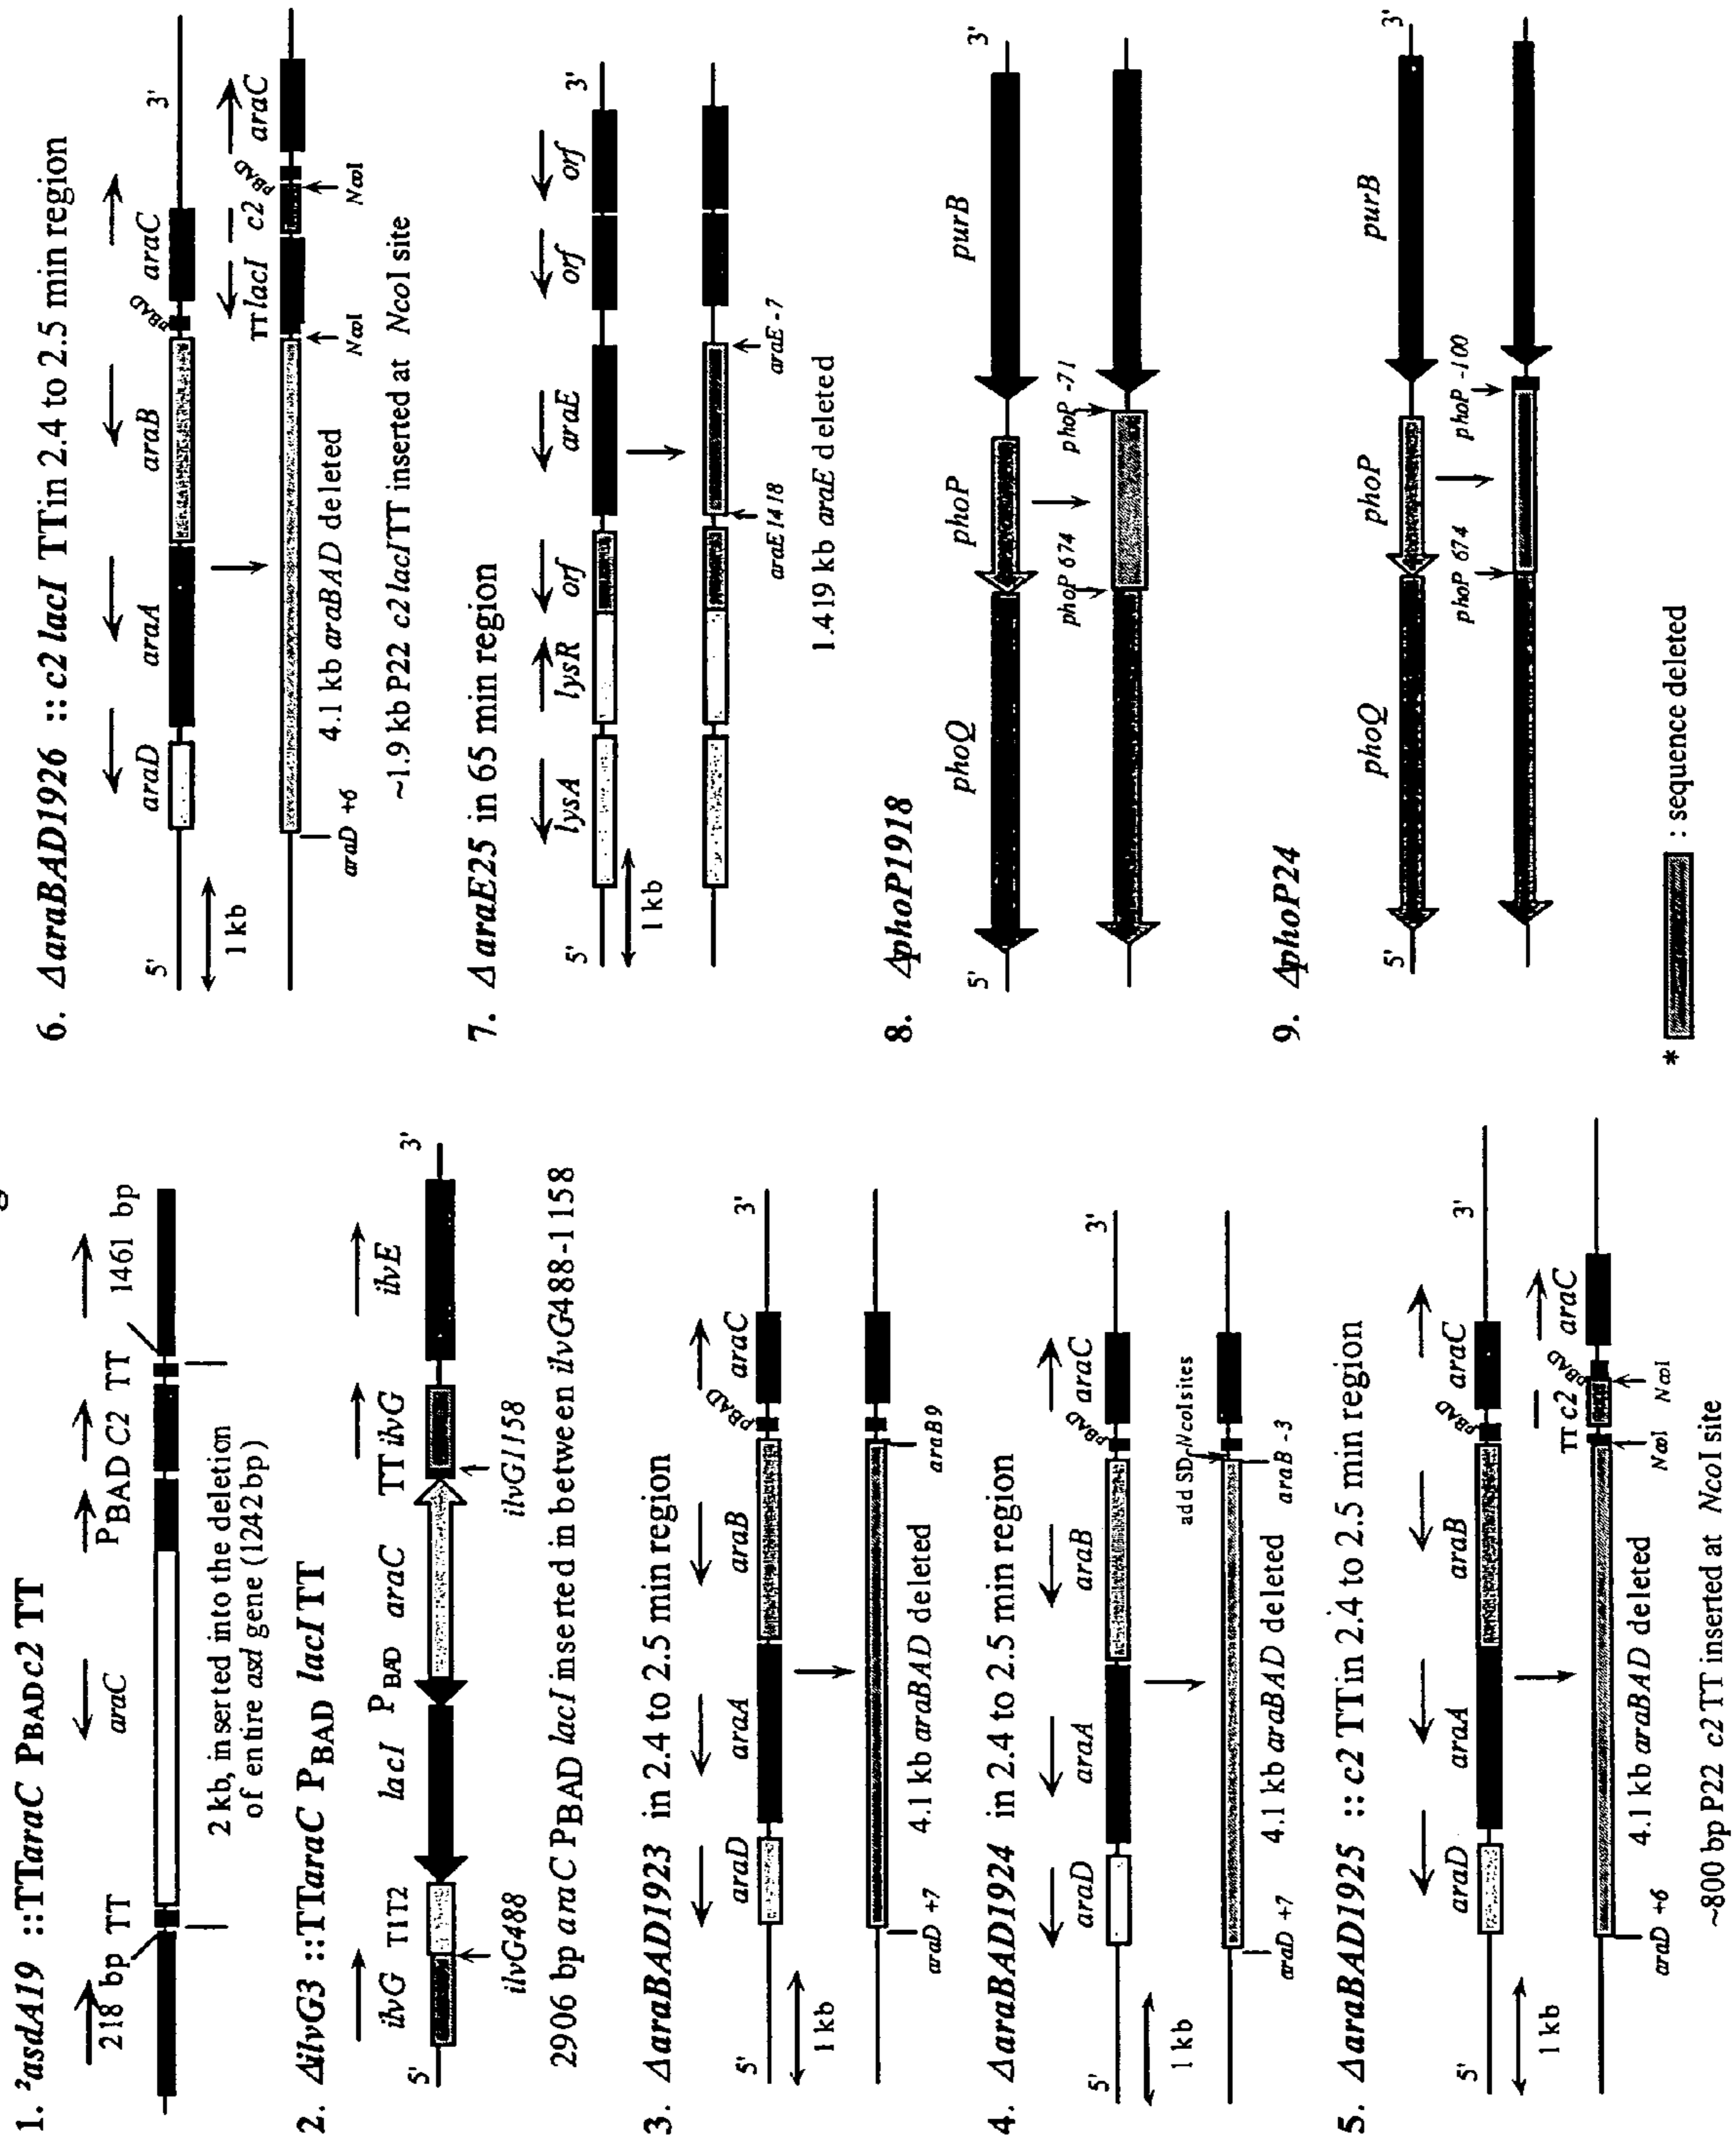 1. ²asdA19 ::TTaraC PBADc2 TT
218 bp TT araC PBAD C2 TT 1461 bp
2 kb, inserted into the deletion
of entire asd gene (1242bp)
2. ΔilvG3 ::TTaraC PBAD lacITT
5' ilvG T1T2 lacI PBAD araC TT ilvG ilvE 3'
ilvG488 ilvG1158
2906 bp araC PBAD lacI inserted in between ilvG488-1158
3. ΔaraBAD1923 in 2.4 to 2.5 min region
araD araA araB PBAD araC
5' 3'
1 kb
araD +7 4.1 kb araBAD deleted araB9
4. ΔaraBAD1924 in 2.4 to 2.5 min region
araD araA araB PBAD araC
5' 3'
1 kb
add SD-NcoI sites
araD +7 4.1 kb araBAD deleted araB -3
5. ΔaraBAD1925 :: c2 TTin 2.4 to 2.5 min region
araD araA araB PBAD araC
5' 3'
1 kb
TT c2 PBAD araC
araD +6 4.1 kb araBAD deleted NcoI NcoI
~800 bp P22 c2 TT inserted at NcoI site
6. ΔaraBAD1926 :: c2 lacI TTin 2.4 to 2.5 min region
araD araA araB PBAD araC
5' 3'
1 kb
TT lacI c2 PBAD araC
araD +6 4.1 kb araBAD deleted NcoI NcoI
~1.9 kb P22 c2 lacITT inserted at NcoI site
7. ΔaraE25 in 65 min region
lysA lysR orf araE orf orf
5' 3'
1 kb
araE1418 araE -7
1.419 kb araE deleted
8. ΔphoP1918
phoQ phoP purB
5' 3'
phoP 674 phoP -71
9. ΔphoP24
phoQ phoP purB
5' 3'
phoP 674 phoP -100
* : sequence deleted